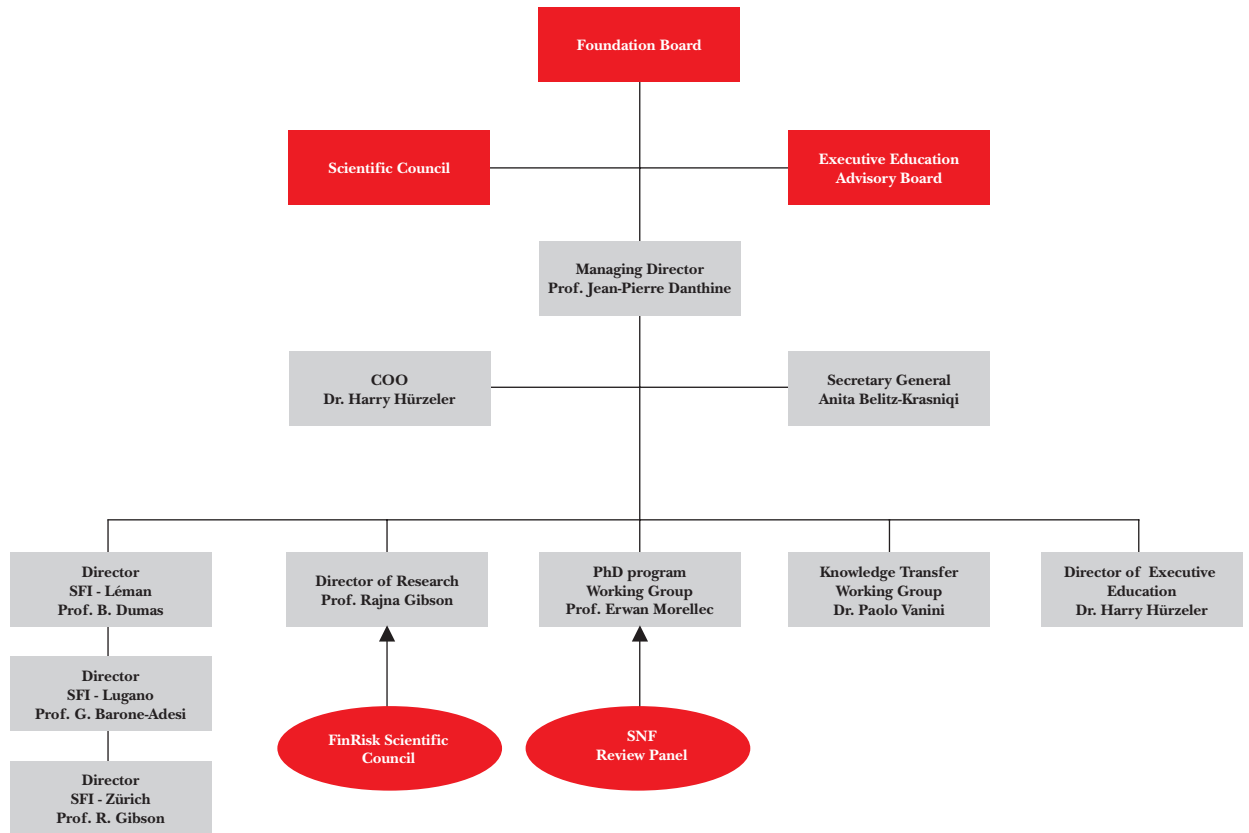 Foundation Board
Scientific Council
Executive Education
Advisory Board
Managing Director
Prof. Jean-Pierre Danthine
COO
Dr. Harry Hürzeler
Secretary General
Anita Belitz-Krasniqi
Director
SFI - Léman
Prof. B. Dumas
Director of Research
Prof. Rajna Gibson
PhD program
Working Group
Prof. Erwan Morellec
Knowledge Transfer
Working Group
Dr. Paolo Vanini
Director of Executive
Education
Dr. Harry Hürzeler
Director
SFI - Lugano
Prof. G. Barone-Adesi
FinRisk Scientific
Council
SNF
Review Panel
Director
SFI - Zürich
Prof. R. Gibson